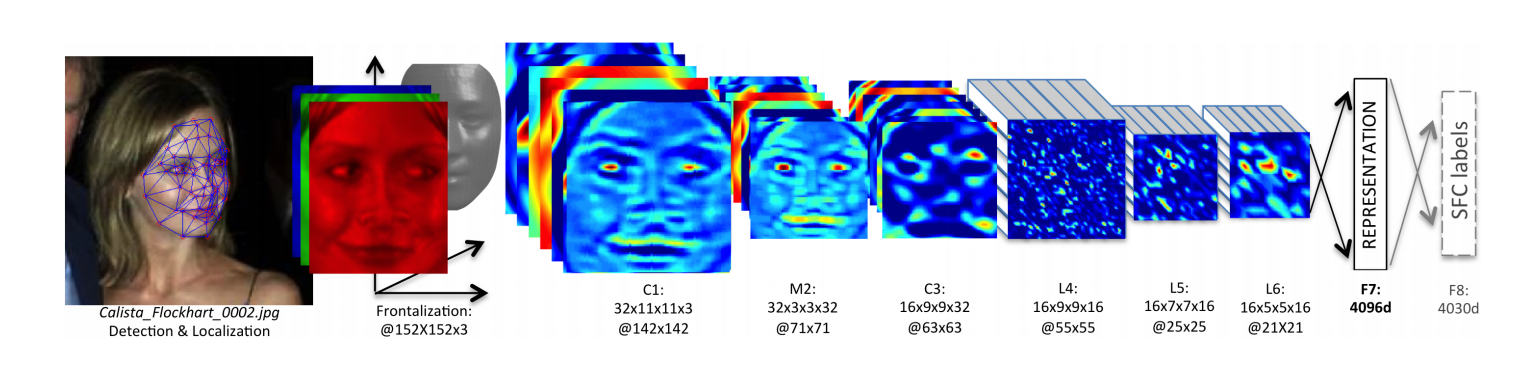 Calista_Flockhart_0002.jpg
Detection & Localization
Frontalization:
@152X152x3
C1:
32x11x11x3
@142x142
M2:
32x3x3x32
@71x71
C3:
16x9x9x32
@63x63
L4:
16x9x9x16
@55x55
L5:
16x7x7x16
@25x25
L6:
16x5x5x16
@21X21
REPRESENTATION
F7:
4096d
SFC labels
F8:
4030d